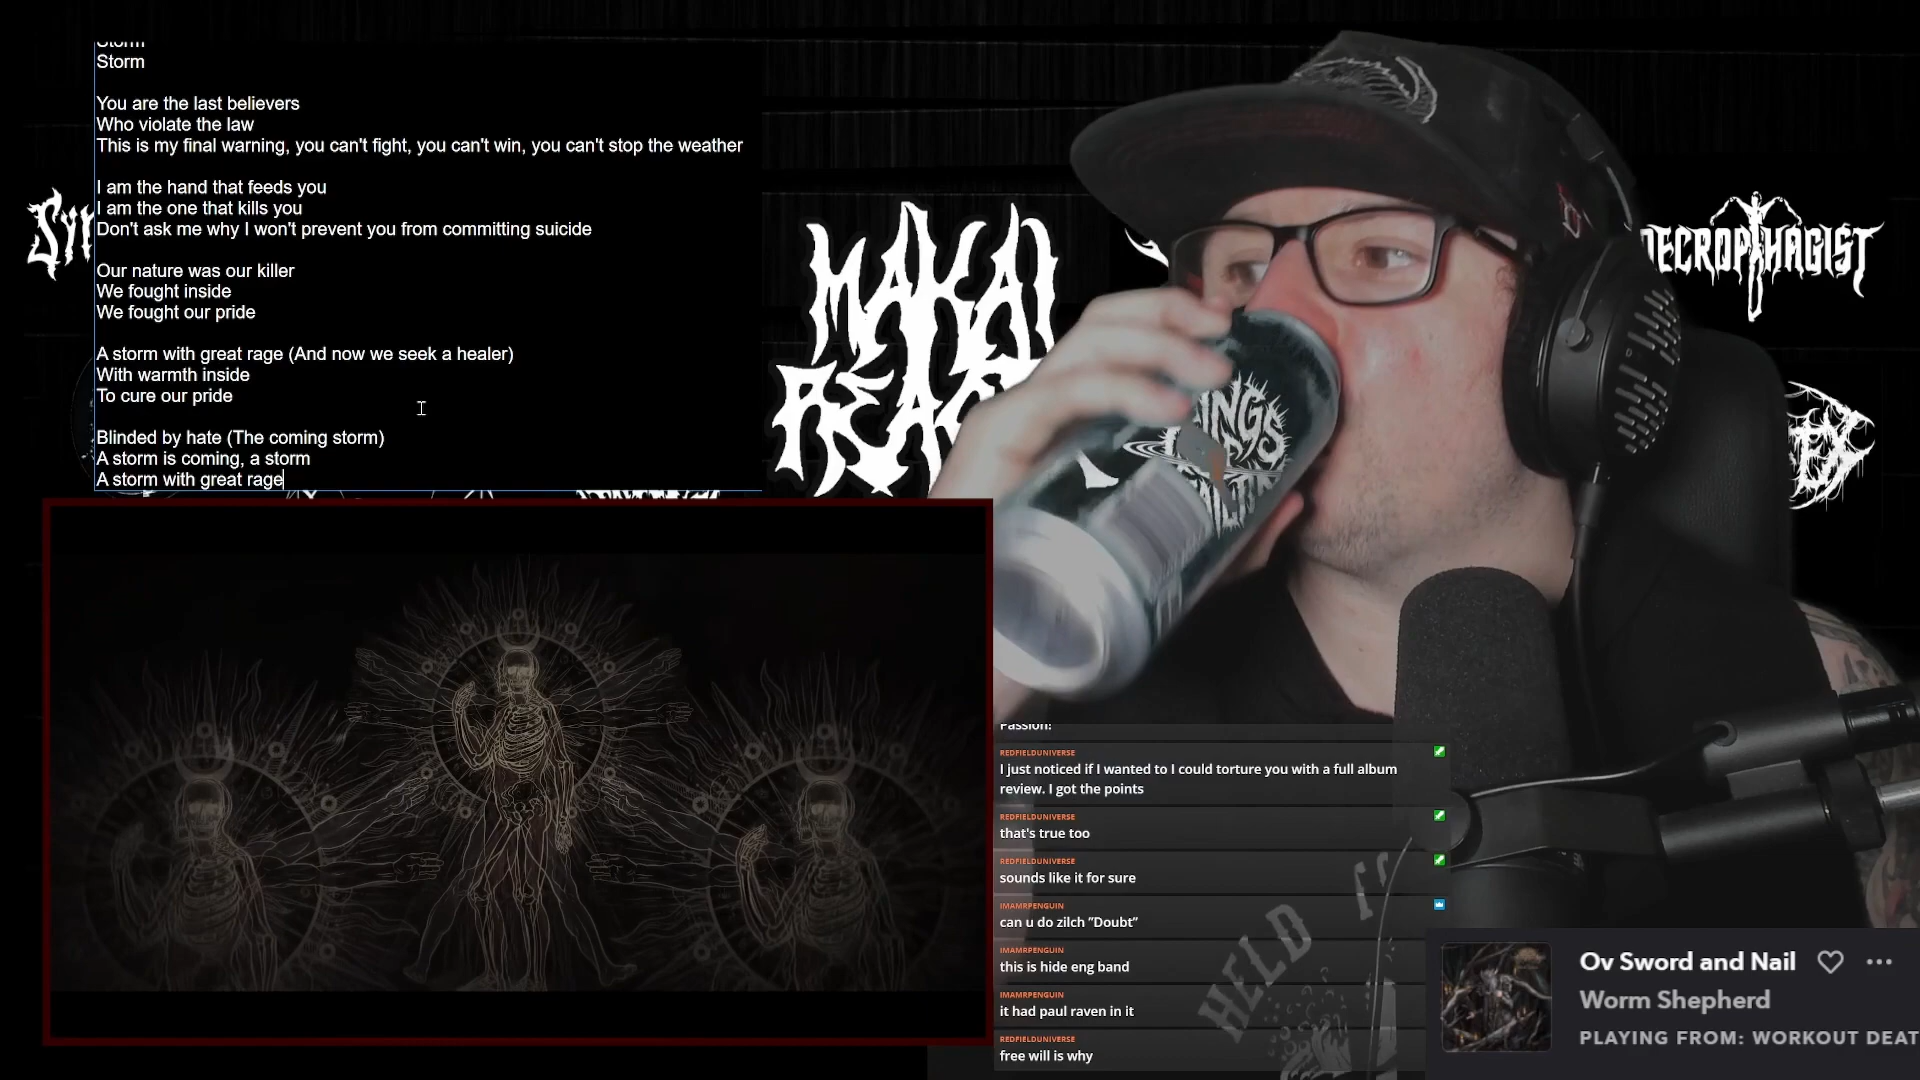 Storm
Storm
You are the last believers
Who violate the law
This is my final warning, you can't fight, you can't win, you can't stop the weather
I am the hand that feeds you
I am the one that kills you
Don't ask me why I won't prevent you from committing suicide
Our nature was our killer
We fought inside
We fought our pride
A storm with great rage (And now we seek a healer)
With warmth inside
To cure our pride
Blinded by hate (The coming storm)
A storm is coming, a storm
A storm with great rage
MAKAI
NECROPHAGIST
Passion!
REDFIELDUNIVERSE
I just noticed if I wanted to I could torture you with a full album
review. I got the points
REDFIELDUNIVERSE
that's true too
REDFIELDUNIVERSE
sounds like it for sure
IMAMRPENGUIN
can u do zilch ”Doubt”
IMAMRPENGUIN
this is hide eng band
IMAMRPENGUIN
it had paul raven in it
REDFIELDUNIVERSE
free will is why
HELD
Ov Sword and Nail
Worm Shepherd
PLAYING FROM: WORKOUT DEAT